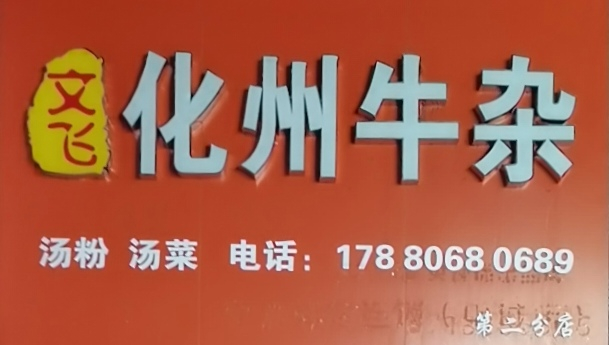 文飞 化州牛杂
汤粉 汤菜 电话：178 8068 0689
第二分店